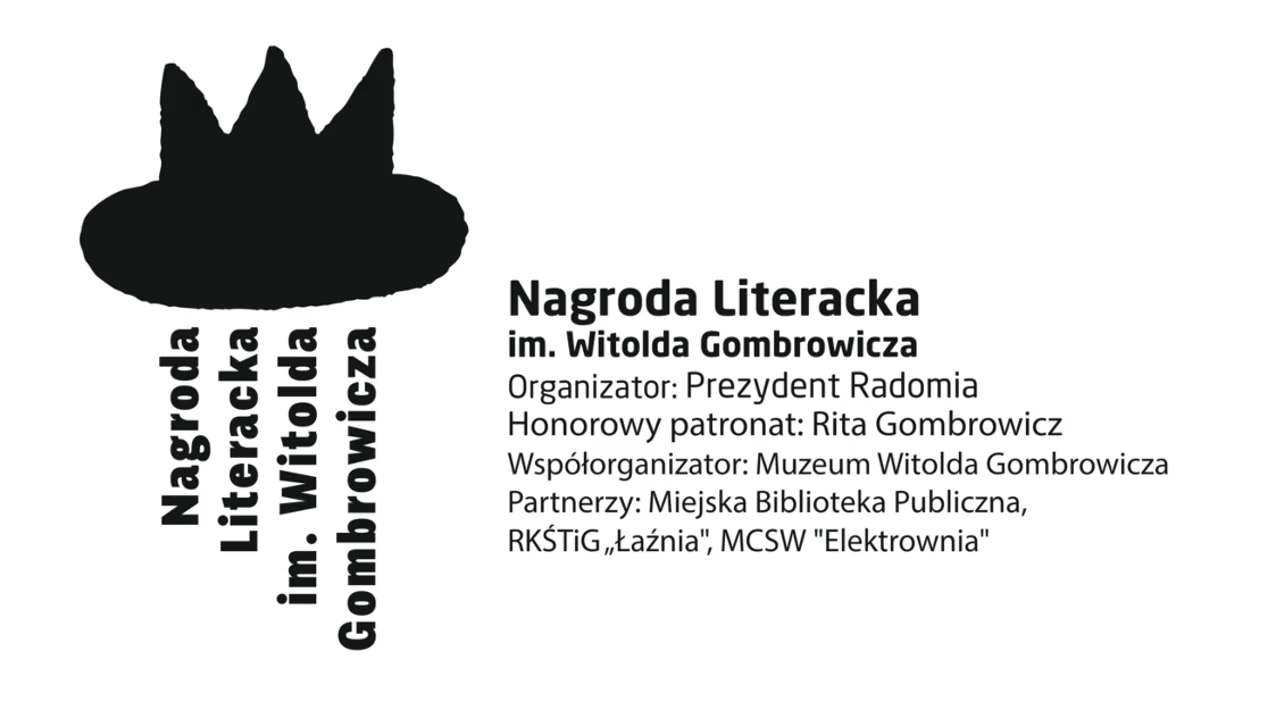 Nagroda
Literacka
im. Witolda
Gombrowicza
Nagroda Literacka
im. Witolda Gombrowicza
Organizator: Prezydent Radomia
Honorowy patronat: Rita Gombrowicz
Współorganizator: Muzeum Witolda Gombrowicza
Partnerzy: Miejska Biblioteka Publiczna,
RKŚTiG „Łaźnia", MCSW "Elektrownia"